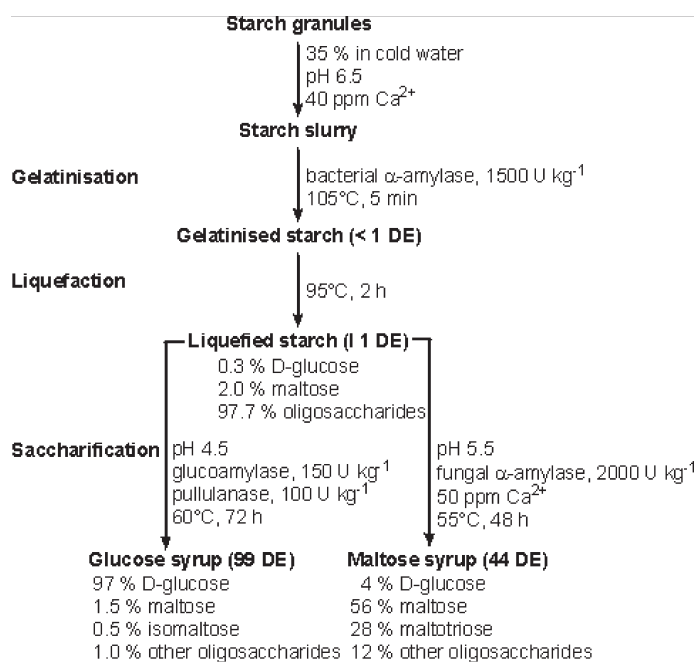 Starch granules
35 % in cold water
pH 6.5
40 ppm Ca²⁺
Starch slurry
Gelatinisation
bacterial α-amylase, 1500 U kg⁻¹
105°C, 5 min
Gelatinised starch (< 1 DE)
Liquefaction
95°C, 2 h
Liquefied starch (I 1 DE)
0.3 % D-glucose
2.0 % maltose
97.7 % oligosaccharides
Saccharification
pH 4.5
glucoamylase, 150 U kg⁻¹
pullulanase, 100 U kg⁻¹
60°C, 72 h
pH 5.5
fungal α-amylase, 2000 U kg⁻¹
50 ppm Ca²⁺
55°C, 48 h
Glucose syrup (99 DE)
97 % D-glucose
1.5 % maltose
0.5 % isomaltose
1.0 % other oligosaccharides
Maltose syrup (44 DE)
4 % D-glucose
56 % maltose
28 % maltotriose
12 % other oligosaccharides